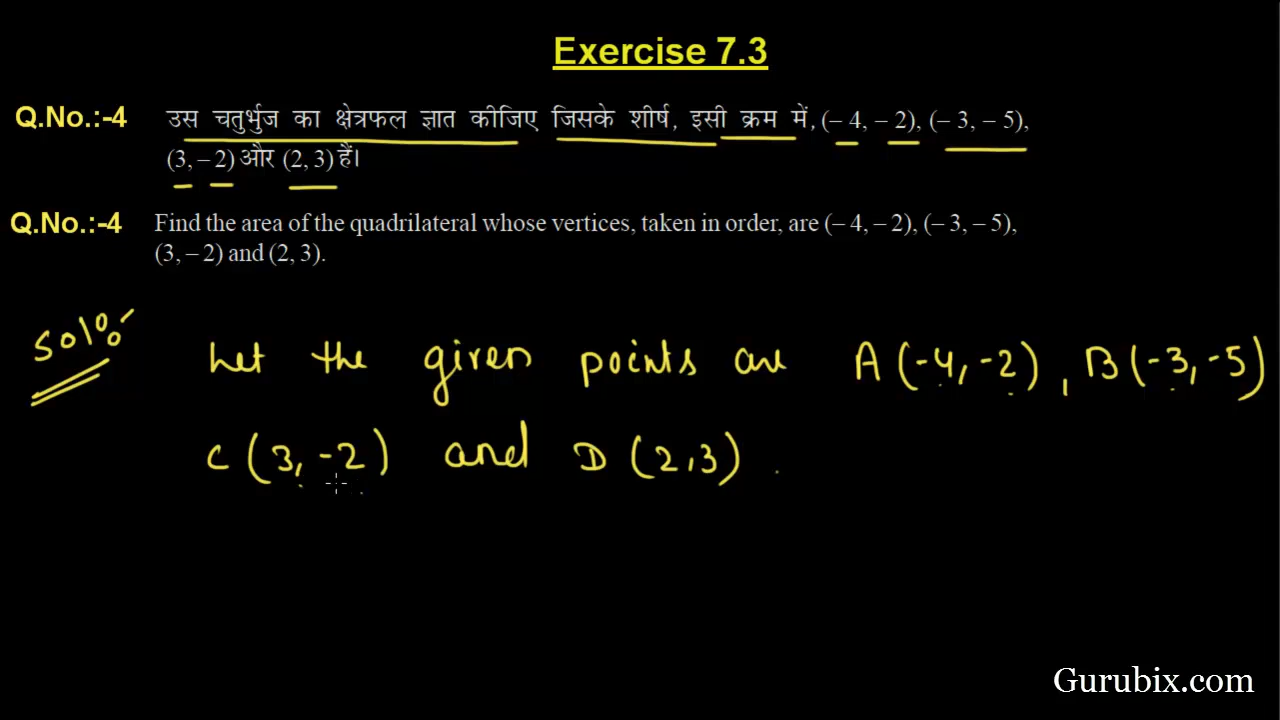 Exercise 7.3
Q.No.:-4 उस चतुर्भुज का क्षेत्रफल ज्ञात कीजिए जिसके शीर्ष, इसी क्रम में, (– 4, – 2), (– 3, – 5),
(3, – 2) और (2, 3) हैं।
Q.No.:-4 Find the area of the quadrilateral whose vertices, taken in order, are (– 4, – 2), (– 3, – 5),
(3, – 2) and (2, 3).
Soln: Let the given points are A (-4, -2), B (-3, -5)
C (3, -2) and D (2,3).
Gurubix.com